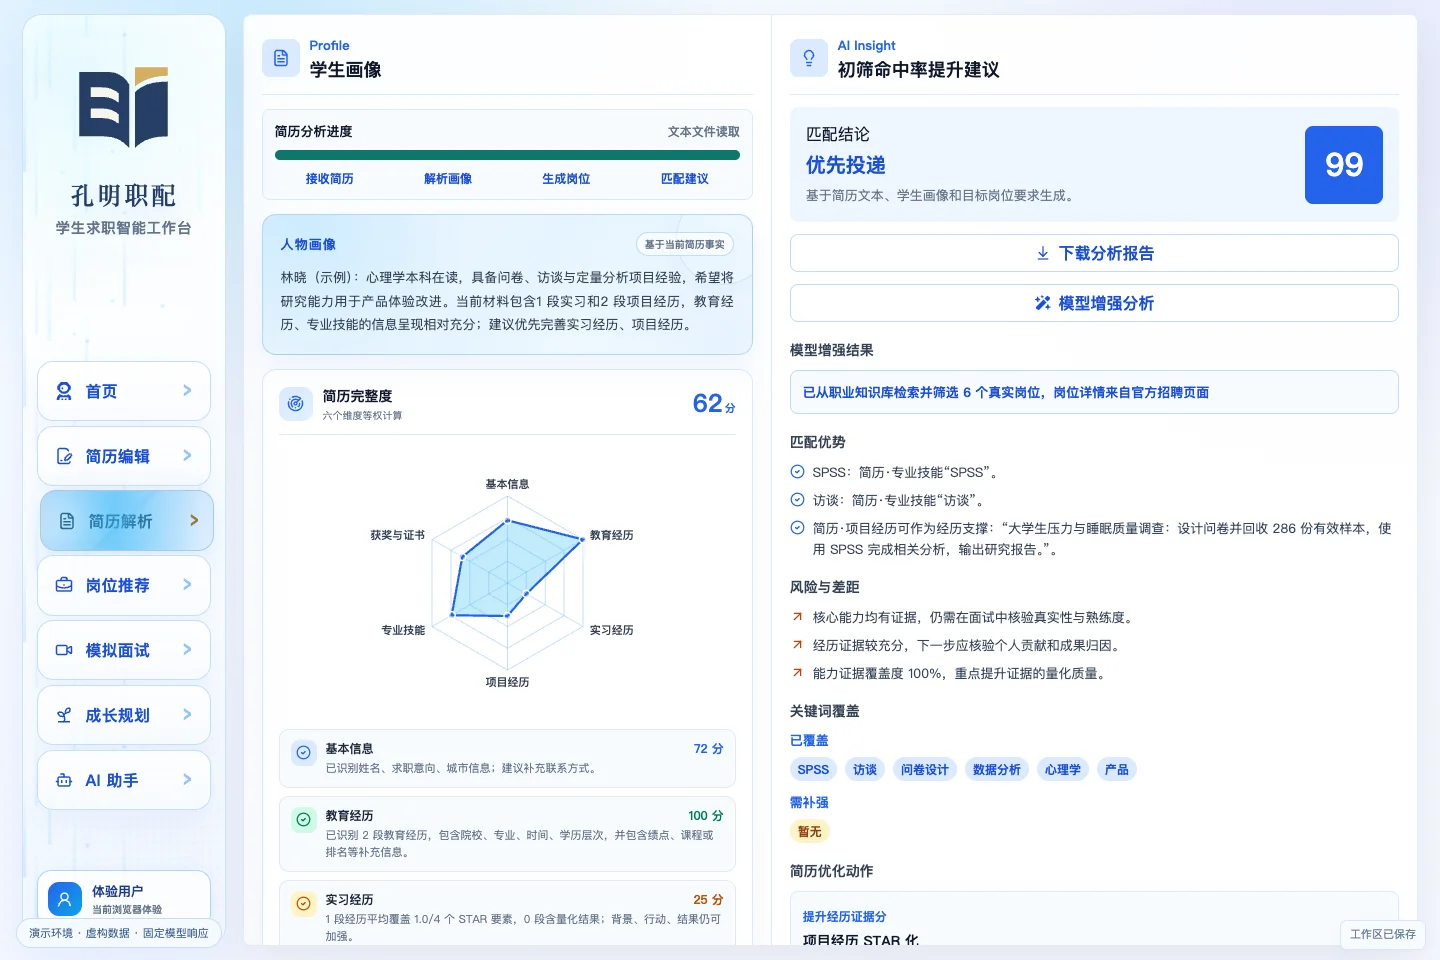 孔明职配
学生求职智能工作台
首页
简历编辑
简历解析
岗位推荐
模拟面试
成长规划
AI 助手
体验用户
当前浏览器体验
演示环境 · 虚构数据 · 固定模型响应
Profile
学生画像
简历分析进度
文本文件读取
接收简历
解析画像
生成岗位
匹配建议
人物画像
基于当前简历事实
林晓（示例）：心理学本科在读，具备问卷、访谈与定量分析项目经验，希望将
研究能力用于产品体验改进。当前材料包含1 段实习和2 段项目经历，教育经
历、专业技能的信息呈现相对充分；建议优先完善实习经历、项目经历。
简历完整度
六个维度等权计算
62分
基本信息
获奖与证书
教育经历
专业技能
实习经历
项目经历
基本信息
72 分
已识别姓名、求职意向、城市信息；建议补充联系方式。
教育经历
100 分
已识别 2 段教育经历，包含院校、专业、时间、学历层次，并包含绩点、课程或
排名等补充信息。
实习经历
25 分
1 段经历平均覆盖 1.0/4 个 STAR 要素，0 段含量化结果；背景、行动、结果仍可
加强。
AI Insight
初筛命中率提升建议
匹配结论
优先投递
基于简历文本、学生画像和目标岗位要求生成。
99
下载分析报告
模型增强分析
模型增强结果
已从职业知识库检索并筛选 6 个真实岗位，岗位详情来自官方招聘页面
匹配优势
SPSS：简历·专业技能“SPSS”。
访谈：简历·专业技能“访谈”。
简历·项目经历可作为经历支撑：“大学生压力与睡眠质量调查：设计问卷并回收 286 份有效样本，使
用 SPSS 完成相关分析，输出研究报告。”。
风险与差距
核心能力均有证据，仍需在面试中核验真实性与熟练度。
经历证据较充分，下一步应核验个人贡献和成果归因。
能力证据覆盖度 100%，重点提升证据的量化质量。
关键词覆盖
已覆盖
SPSS
访谈
问卷设计
数据分析
心理学
产品
需补强
暂无
简历优化动作
提升经历证据分
项目经历 STAR 化
工作区已保存